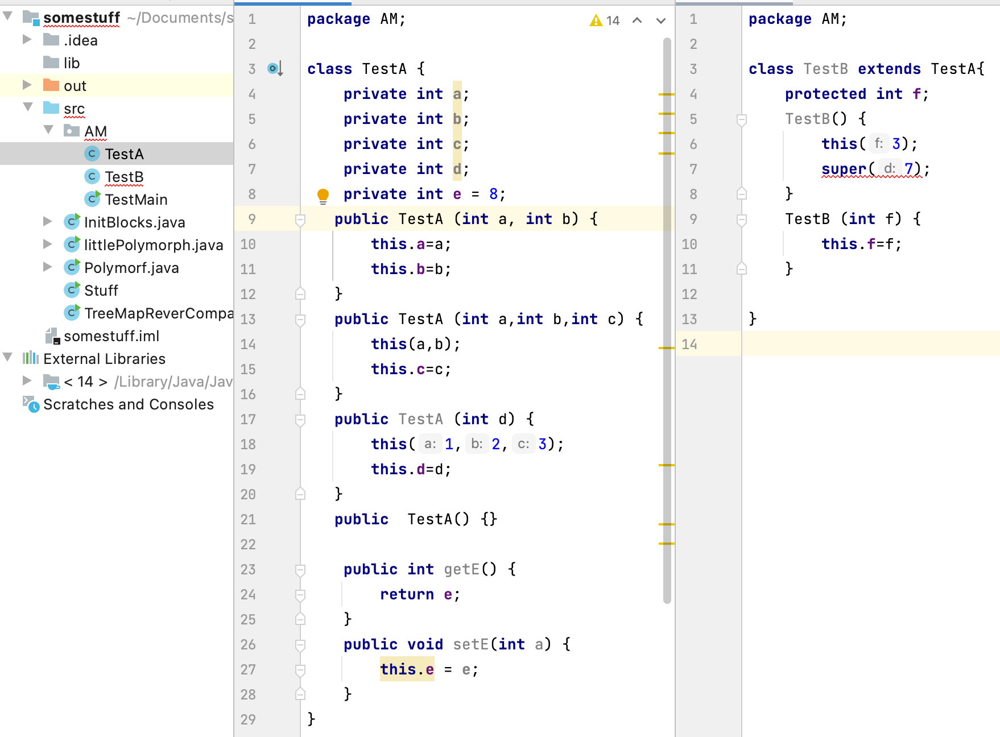 somestuff ~/Documents/s
.idea
lib
out
src
AM
TestA
TestB
TestMain
InitBlocks.java
littlePolymorph.java
Polymorf.java
Stuff
TreeMapReverCompa
somestuff.iml
External Libraries
< 14 > /Library/Java/Jav
Scratches and Consoles
1 package AM; 14
2
3 class TestA {
4 private int a;
5 private int b;
6 private int c;
7 private int d;
8 private int e = 8;
9 public TestA (int a, int b) {
10 this.a=a;
11 this.b=b;
12 }
13 public TestA (int a,int b,int c) {
14 this(a,b);
15 this.c=c;
16 }
17 public TestA (int d) {
18 this( a: 1, b: 2, c: 3);
19 this.d=d;
20 }
21 public  TestA() {}
22
23 public int getE() {
24 return e;
25 }
26 public void setE(int a) {
27 this.e = e;
28 }
29 }
1 package AM;
2
3 class TestB extends TestA{
4 protected int f;
5 TestB() {
6 this( f: 3);
7 super( d: 7);
8 }
9 TestB (int f) {
10 this.f=f;
11 }
12
13 }
14